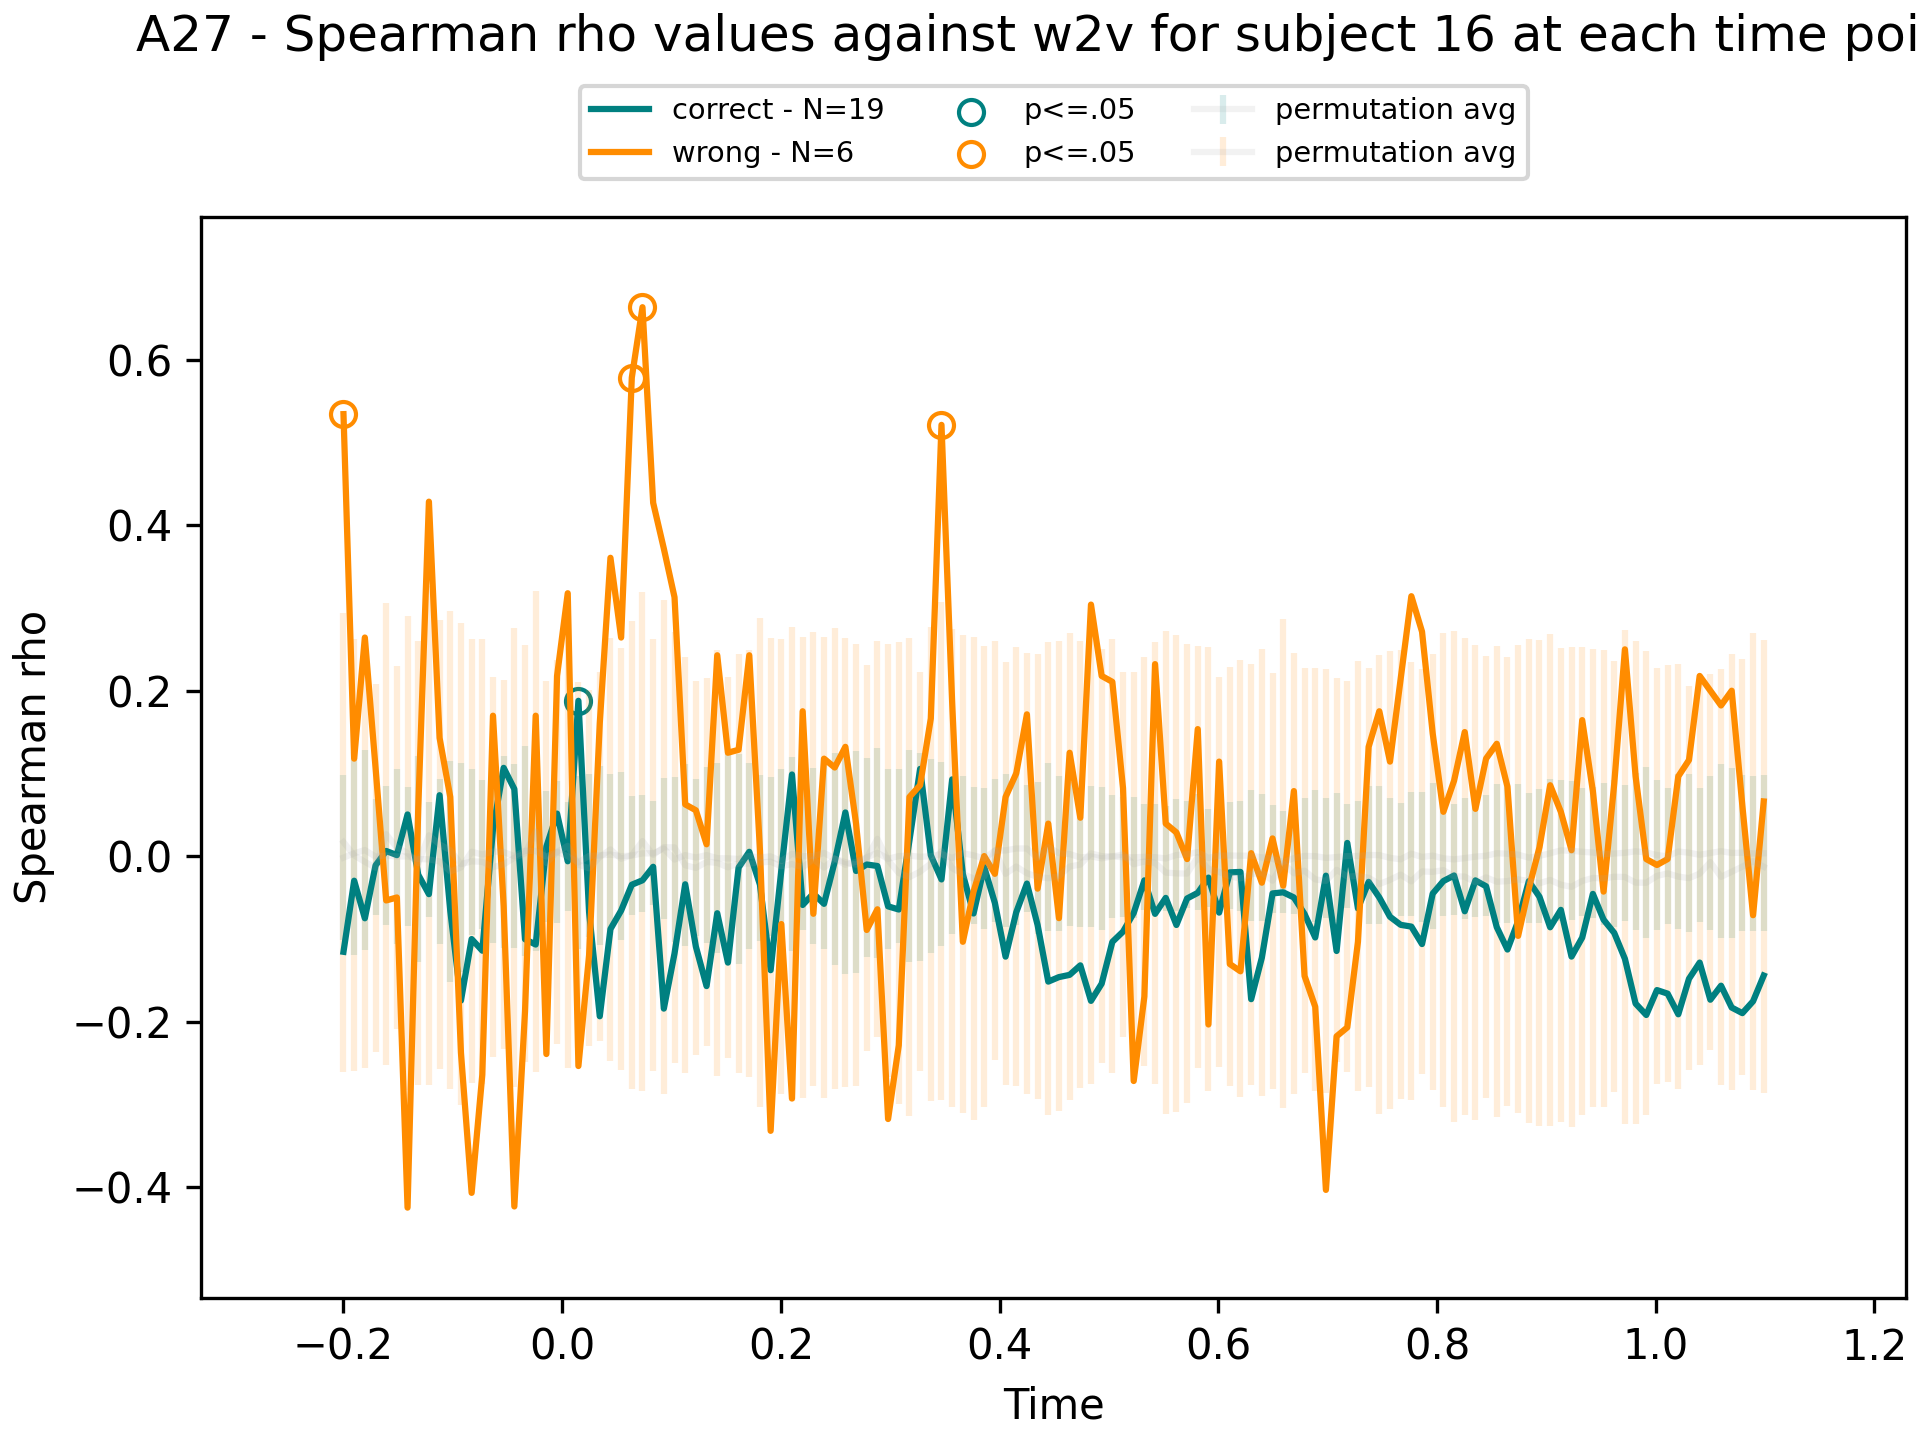 A27 - Spearman rho values against w2v for subject 16 at each time poi
correct - N=19
wrong - N=6
p<=.05
p<=.05
permutation avg
permutation avg
Spearman rho
0.6
0.4
0.2
0.0
−0.2
−0.4
−0.2 0.0 0.2 0.4 0.6 0.8 1.0 1.2
Time